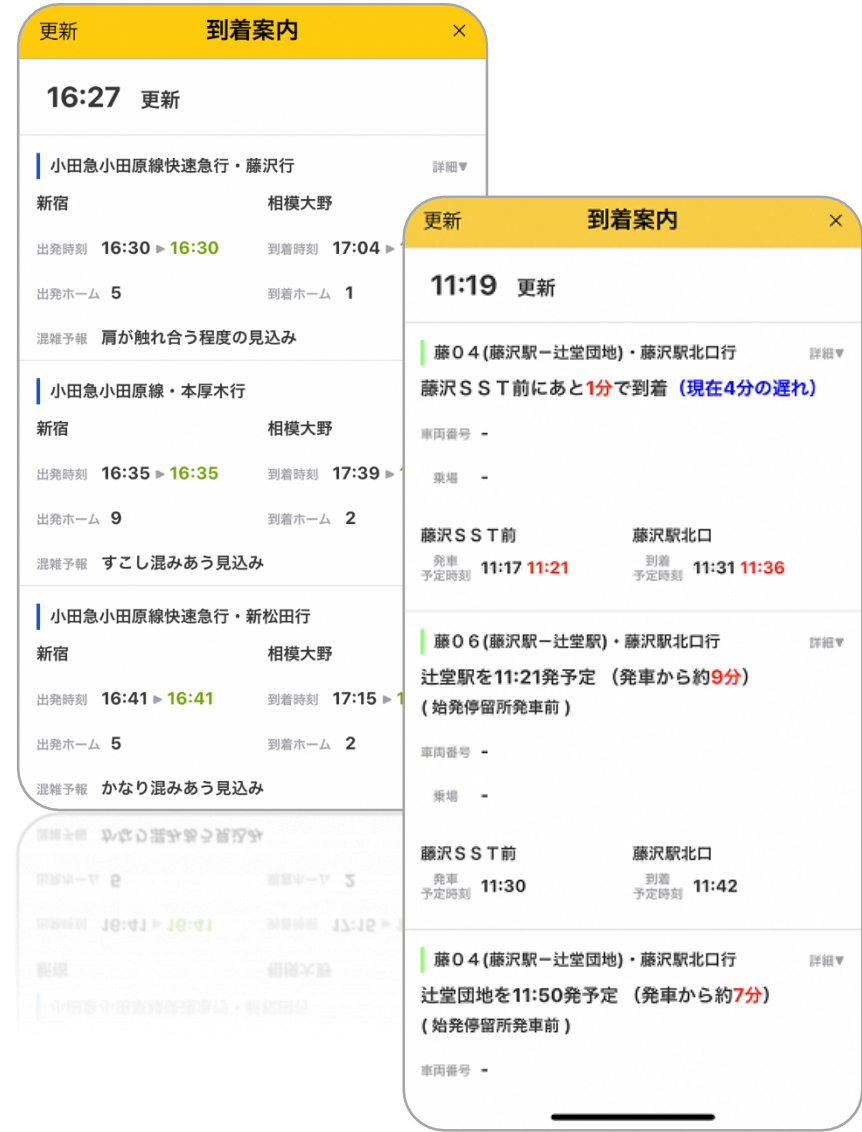 更新 到着案内 ×
16:27 更新
小田急小田原線快速急行・藤沢行 詳細▼
新宿 相模大野
出発時刻 16:30 ▶ 16:30 到着時刻 17:04 ▶
出発ホーム 5 到着ホーム 1
混雑予報 肩が触れ合う程度の見込み
小田急小田原線・本厚木行
新宿 相模大野
出発時刻 16:35 ▶ 16:35 到着時刻 17:39 ▶
出発ホーム 9 到着ホーム 2
混雑予報 すこし混みあう見込み
小田急小田原線快速急行・新松田行
新宿 相模大野
出発時刻 16:41 ▶ 16:41 到着時刻 17:15 ▶
出発ホーム 5 到着ホーム 2
混雑予報 かなり混みあう見込み
更新 到着案内 ×
11:19 更新
藤０４(藤沢駅－辻堂団地)・藤沢駅北口行 詳細▼
藤沢ＳＳＴ前にあと1分で到着（現在4分の遅れ）
車両番号 -
乗場 -
藤沢ＳＳＴ前 藤沢駅北口
発車予定時刻 11:17 11:21 到着予定時刻 11:31 11:36
藤０６(藤沢駅－辻堂駅)・藤沢駅北口行 詳細▼
辻堂駅を11:21発予定 （発車から約9分）
( 始発停留所発車前 )
車両番号 -
乗場 -
藤沢ＳＳＴ前 藤沢駅北口
発車予定時刻 11:30 到着予定時刻 11:42
藤０４(藤沢駅－辻堂団地)・藤沢駅北口行 詳細▼
辻堂団地を11:50発予定 （発車から約7分）
( 始発停留所発車前 )
車両番号 -